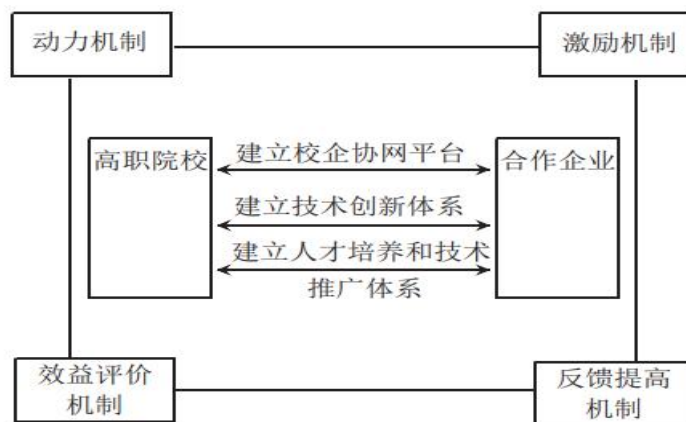 动力机制
激励机制
高职院校
建立校企协网平台
合作企业
建立技术创新体系
建立人才培养和技术
推广体系
效益评价
机制
反馈提高
机制